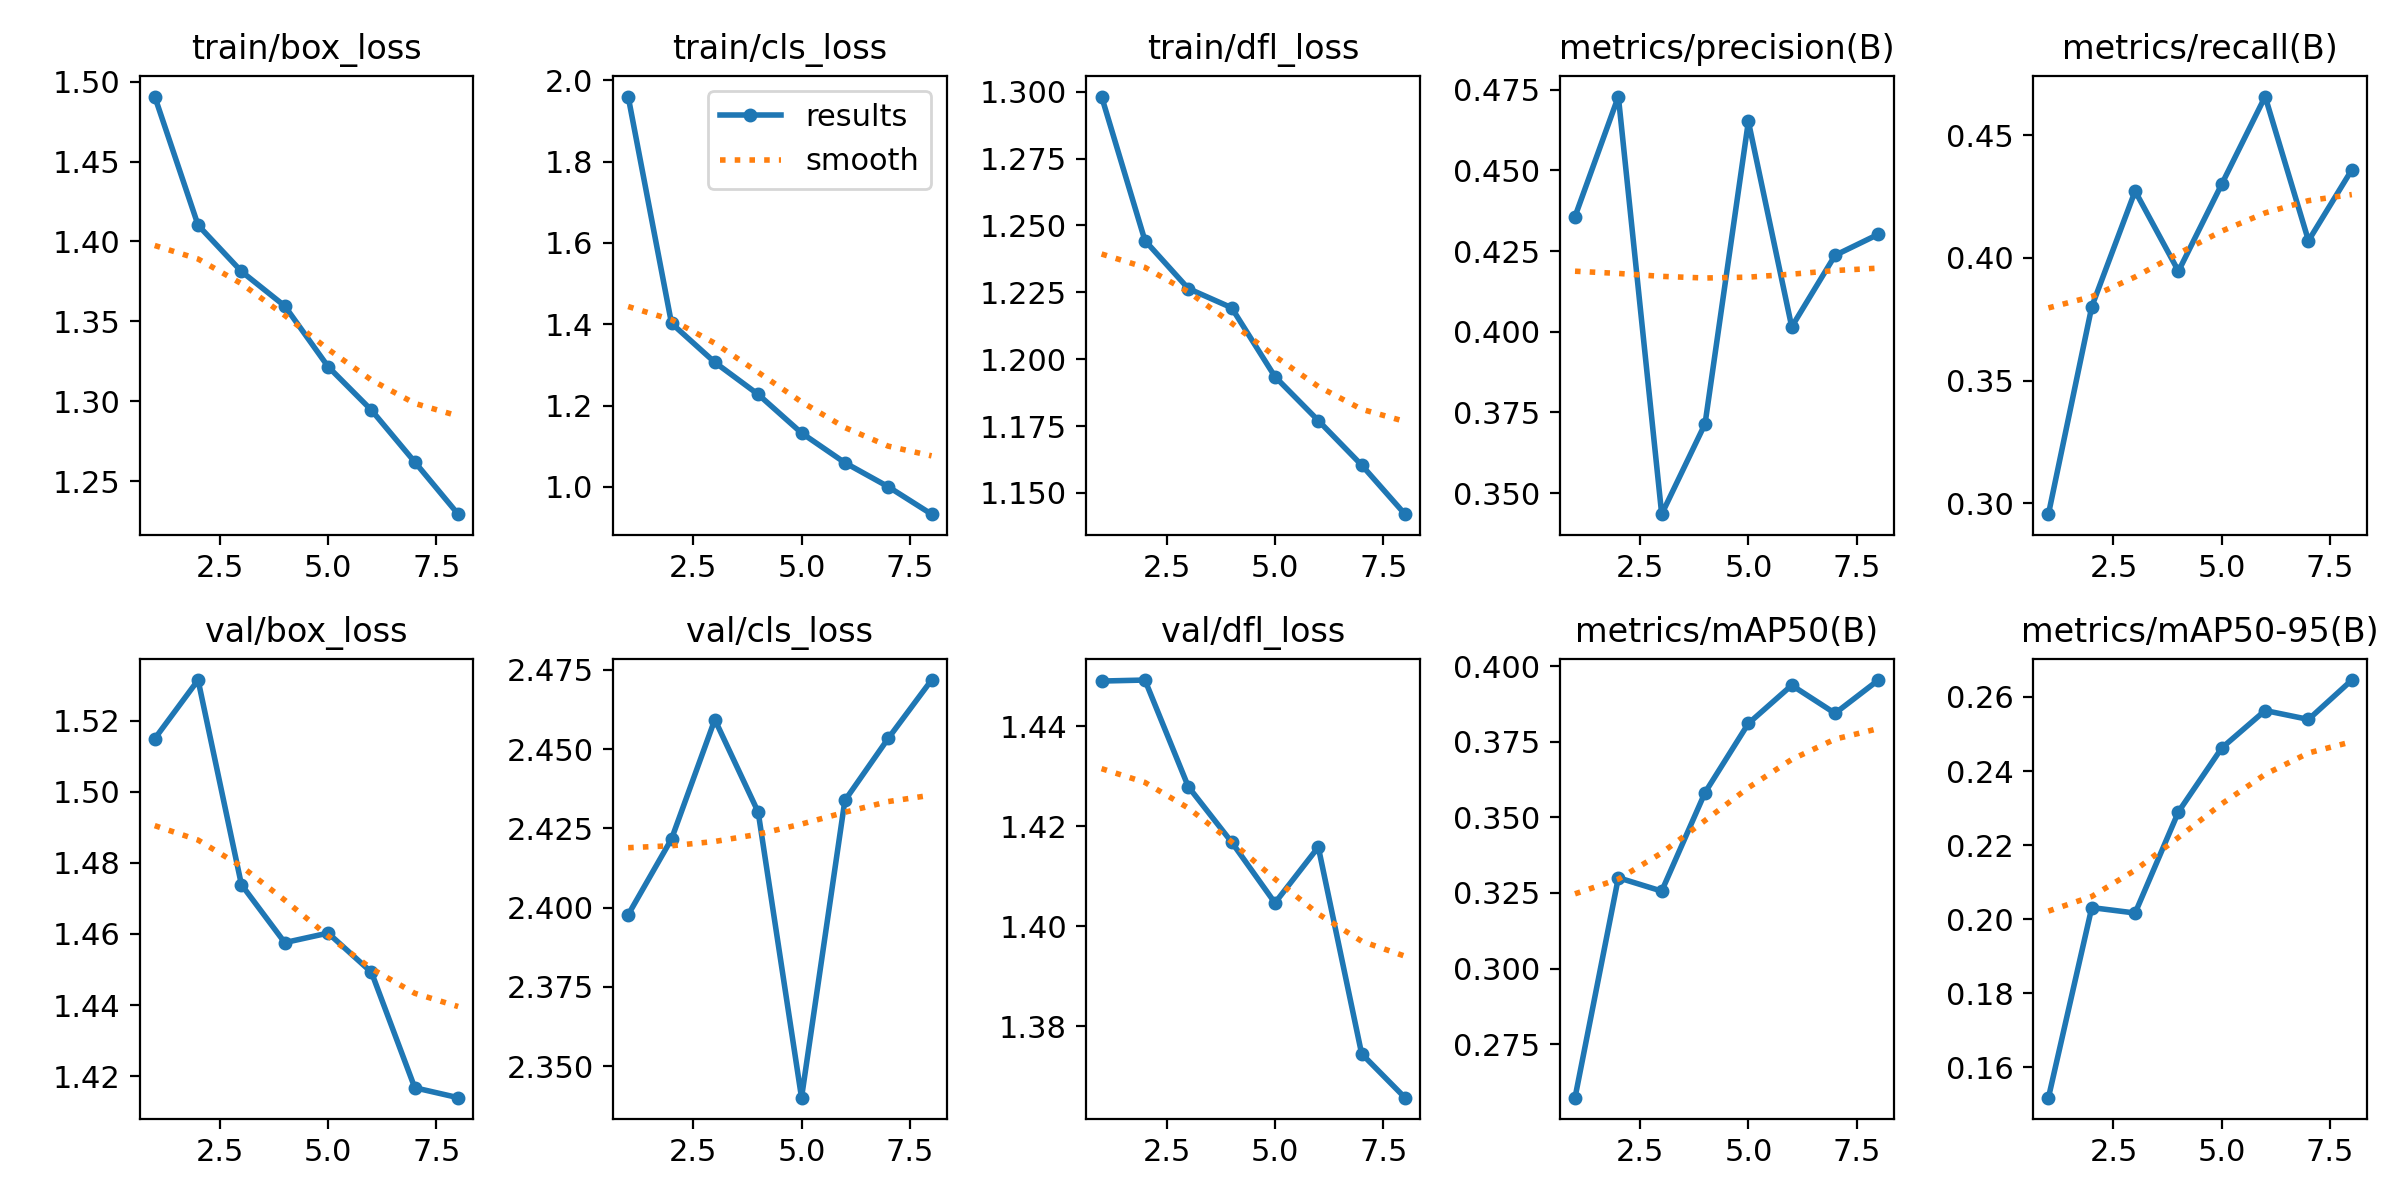 train/box_loss
1.50
1.45
1.40
1.35
1.30
1.25
2.5 5.0 7.5
train/cls_loss
results
smooth
2.0
1.8
1.6
1.4
1.2
1.0
2.5 5.0 7.5
train/dfl_loss
1.300
1.275
1.250
1.225
1.200
1.175
1.150
2.5 5.0 7.5
metrics/precision(B)
0.475
0.450
0.425
0.400
0.375
0.350
2.5 5.0 7.5
metrics/recall(B)
0.45
0.40
0.35
0.30
2.5 5.0 7.5
val/box_loss
1.52
1.50
1.48
1.46
1.44
1.42
2.5 5.0 7.5
val/cls_loss
2.475
2.450
2.425
2.400
2.375
2.350
2.5 5.0 7.5
val/dfl_loss
1.44
1.42
1.40
1.38
2.5 5.0 7.5
metrics/mAP50(B)
0.400
0.375
0.350
0.325
0.300
0.275
2.5 5.0 7.5
metrics/mAP50-95(B)
0.26
0.24
0.22
0.20
0.18
0.16
2.5 5.0 7.5